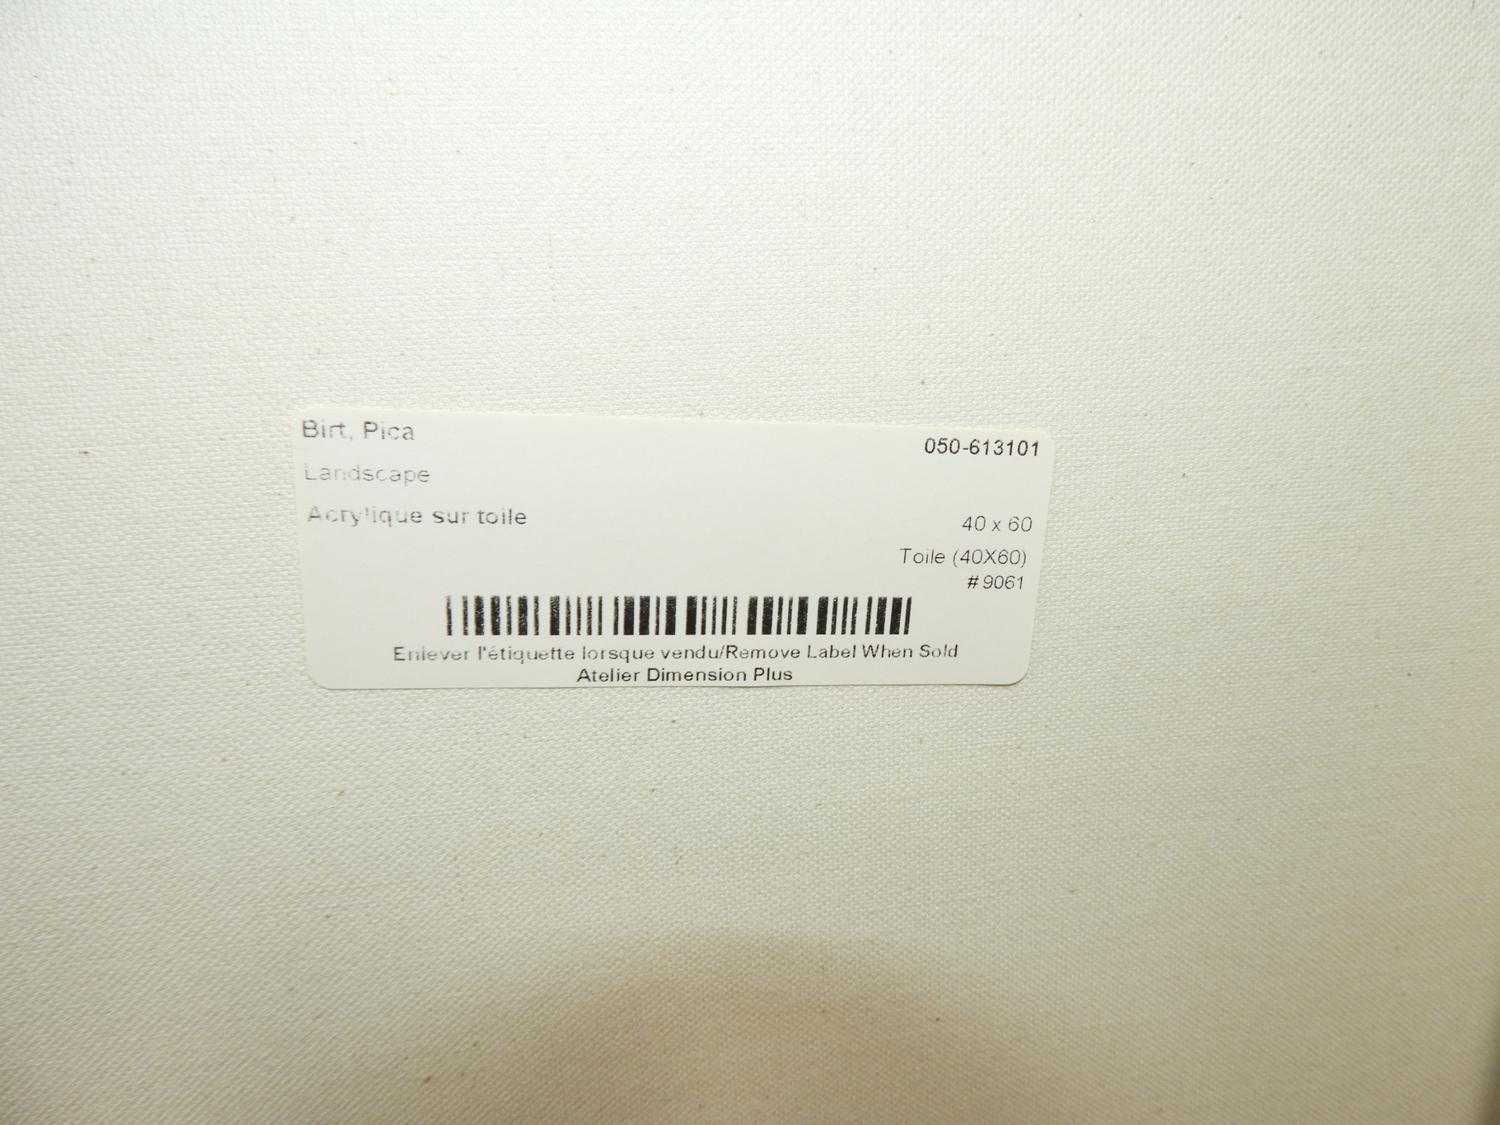 Birt, Pica
050-613101
Landscape
Acrylique sur toile
40 x 60
Toile (40X60)
# 9061
Enlever l'étiquette lorsque vendu/Remove Label When Sold
Atelier Dimension Plus